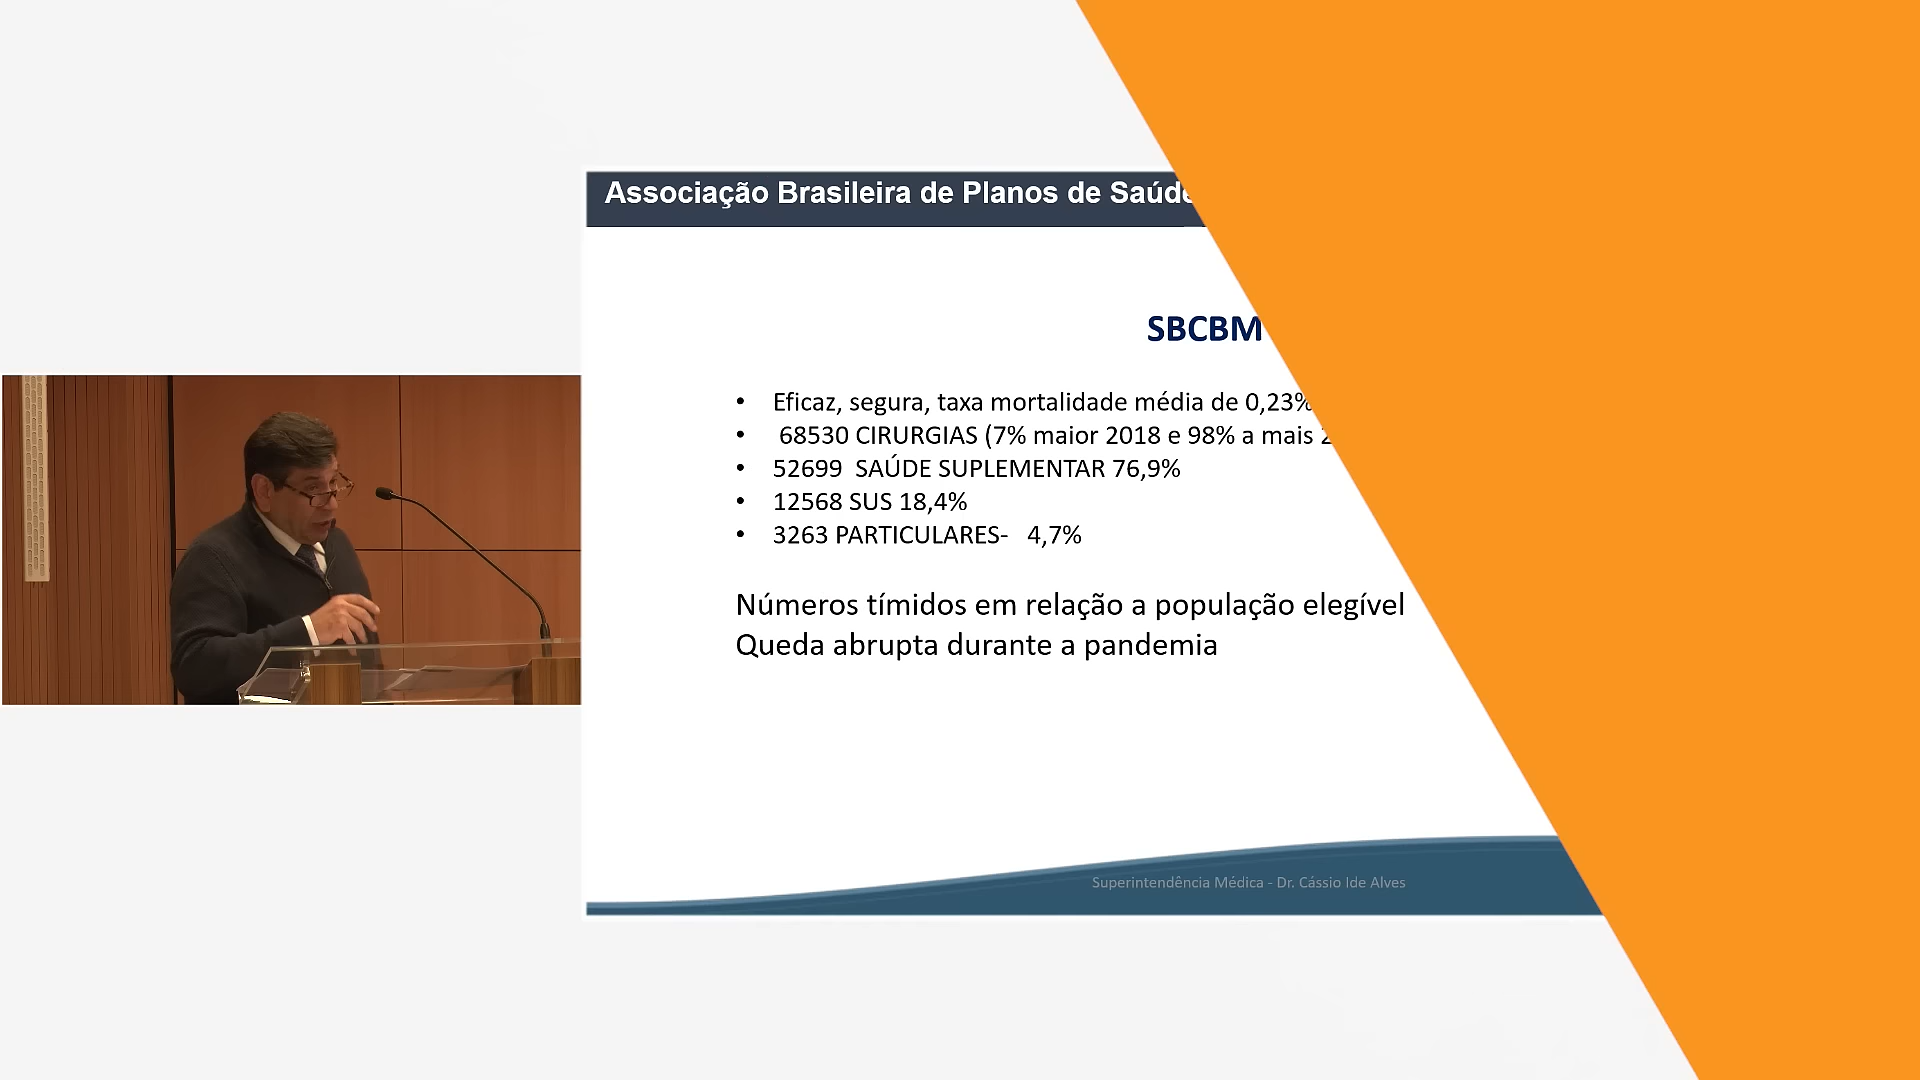 Associação Brasileira de Planos de Saúde
SBCBM
• Eficaz, segura, taxa mortalidade média de 0,23%
• 68530 CIRURGIAS (7% maior 2018 e 98% a mais
• 52699 SAÚDE SUPLEMENTAR 76,9%
• 12568 SUS 18,4%
• 3263 PARTICULARES- 4,7%
Números tímidos em relação a população elegível
Queda abrupta durante a pandemia
Superintendência Médica - Dr. Cássio Ide Alves